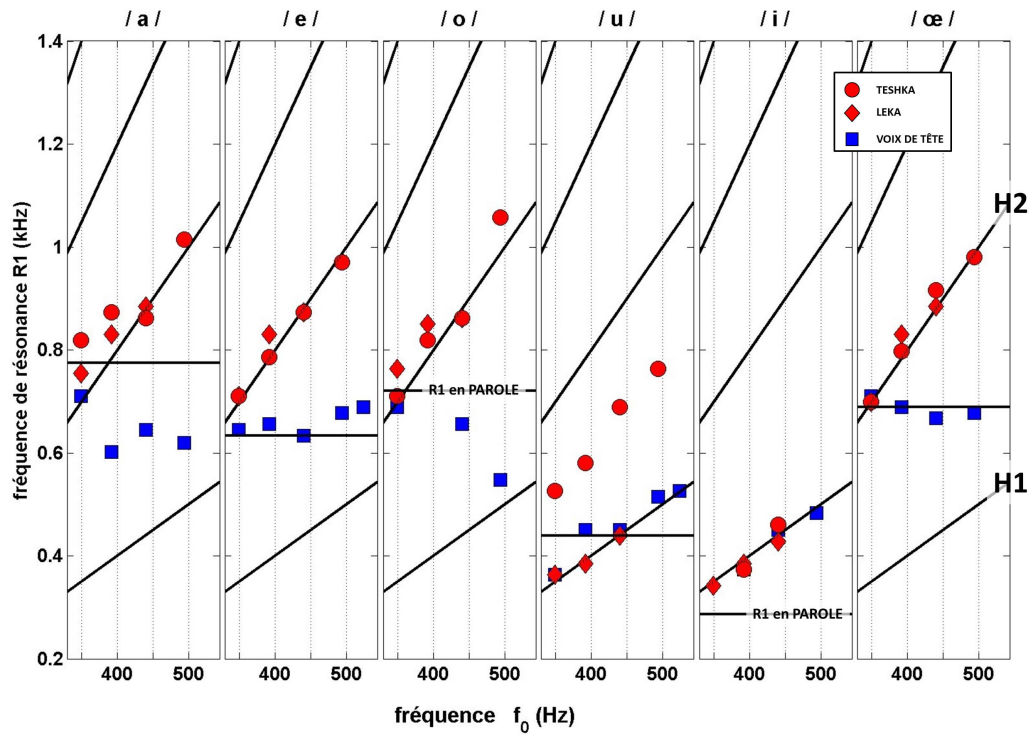 / a / / e / / o / / u / / i / / œ /
1.4
1.2
1
0.8
0.6
0.4
0.2
fréquence de résonance R1 (kHz)
TESHKA
LEKA
VOIX DE TÊTE
H2
R1 en PAROLE
H1
R1 en PAROLE
400 500 400 500 400 500 400 500 400 500 400 500
fréquence f0 (Hz)